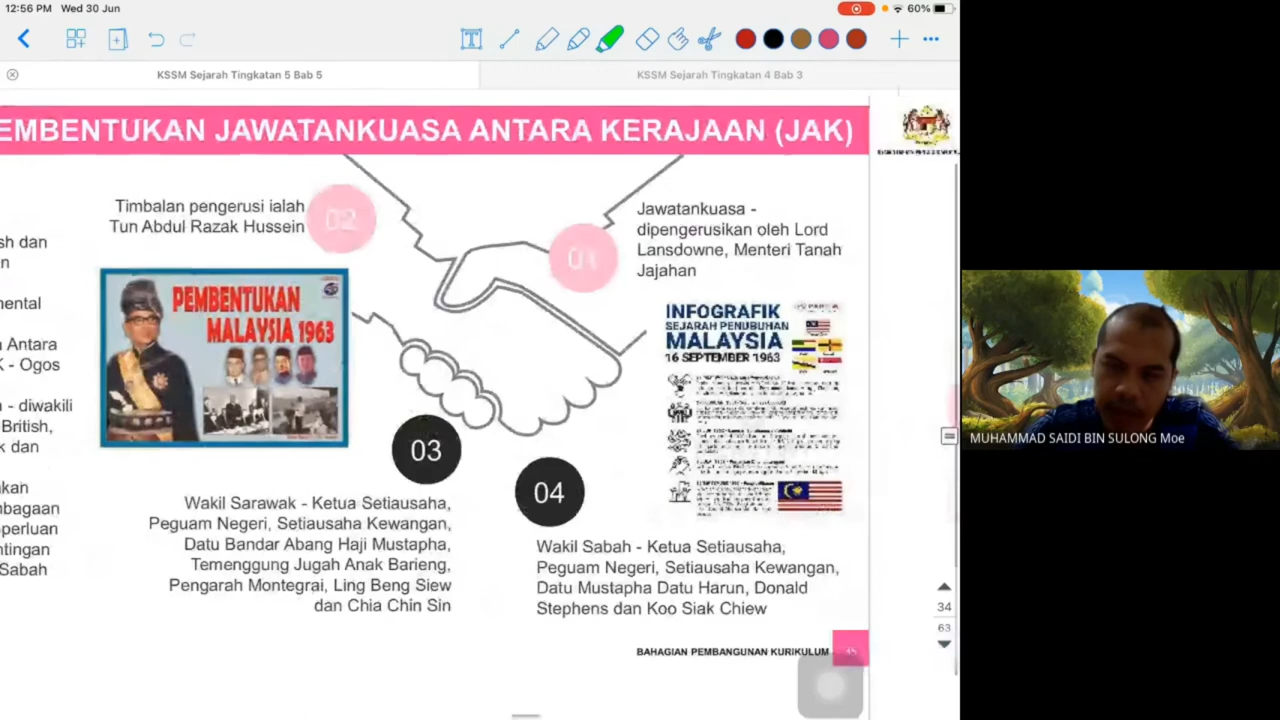 12:56 PM Wed 30 Jun
60%
KSSM Sejarah Tingkatan 5 Bab 5
KSSM Sejarah Tingkatan 4 Bab 3
EMBENTUKAN JAWATANKUASA ANTARA KERAJAAN (JAK)
sh dan
n
mental
n Antara
K - Ogos
n - diwakili
British,
k dan
akan
mbagaan
perluan
ntingan
Sabah
Timbalan pengerusi ialah
Tun Abdul Razak Hussein
02
PEMBENTUKAN
MALAYSIA 1963
01
Jawatankuasa -
dipengerusikan oleh Lord
Lansdowne, Menteri Tanah
Jajahan
INFOGRAFIK
SEJARAH PENUBUHAN
MALAYSIA
16 SEPTEMBER 1963
03
Wakil Sarawak - Ketua Setiausaha,
Peguam Negeri, Setiausaha Kewangan,
Datu Bandar Abang Haji Mustapha,
Temenggung Jugah Anak Barieng,
Pengarah Montegrai, Ling Beng Siew
dan Chia Chin Sin
04
Wakil Sabah - Ketua Setiausaha,
Peguam Negeri, Setiausaha Kewangan,
Datu Mustapha Datu Harun, Donald
Stephens dan Koo Siak Chiew
BAHAGIAN PEMBANGUNAN KURIKULUM
45
34
63
MUHAMMAD SAIDI BIN SULONG Moe